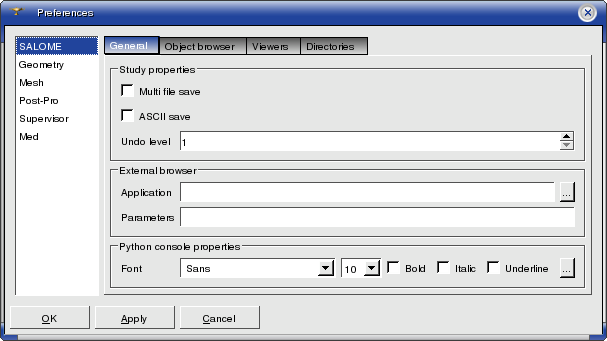 Preferences
SALOME
Geometry
Mesh
Post-Pro
Supervisor
Med
General Object browser Viewers Directories
Study properties
Multi file save
ASCII save
Undo level 1
External browser
Application ...
Parameters
Python console properties
Font Sans 10 Bold Italic Underline ...
OK Apply Cancel